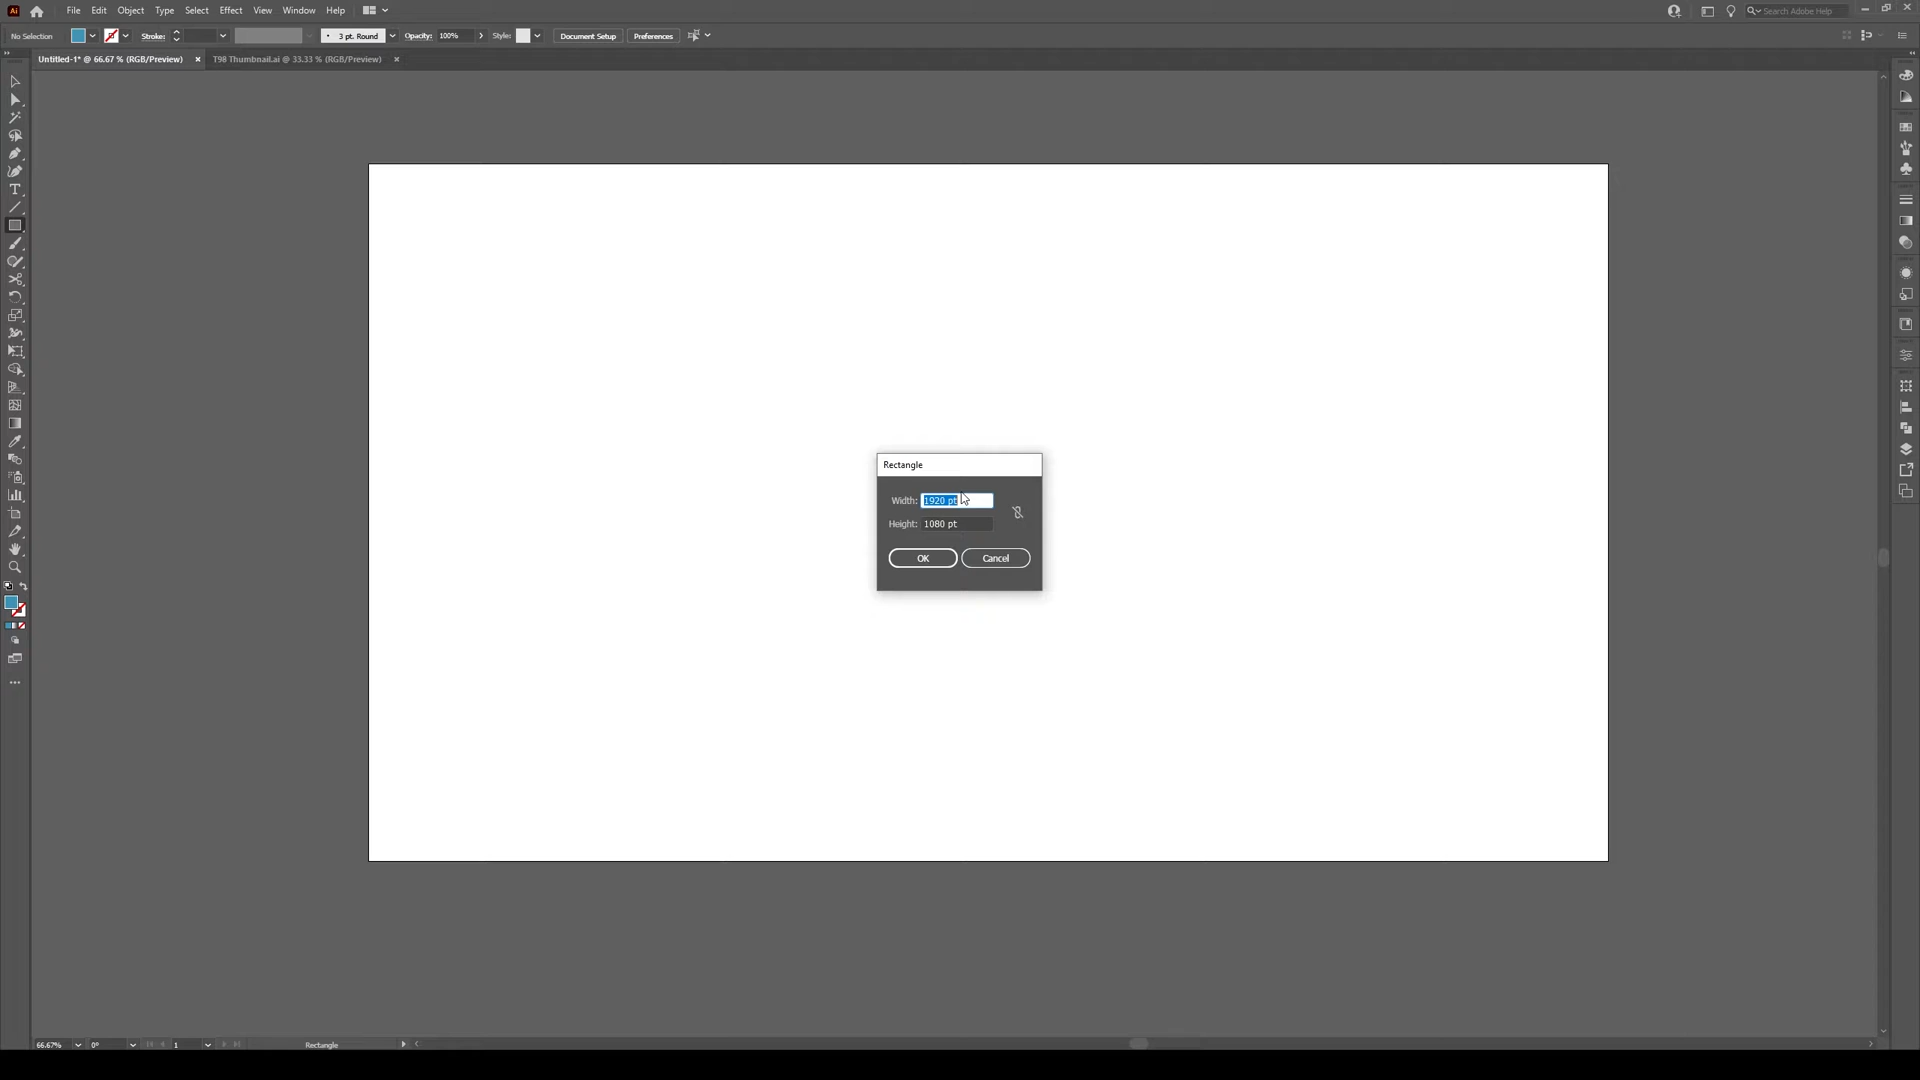 Ai File Edit Object Type Select Effect View Window Help Search Adobe Help
No Selection Stroke: 3 pt. Round Opacity: 100% Style: Document Setup Preferences
Untitled-1* @ 66.67 % (RGB/Preview) × T98 Thumbnail.ai @ 33.33 % (RGB/Preview) ×
Rectangle
Width: 1920 pt
Height: 1080 pt
OK Cancel
66.67% 0° 1 Rectangle